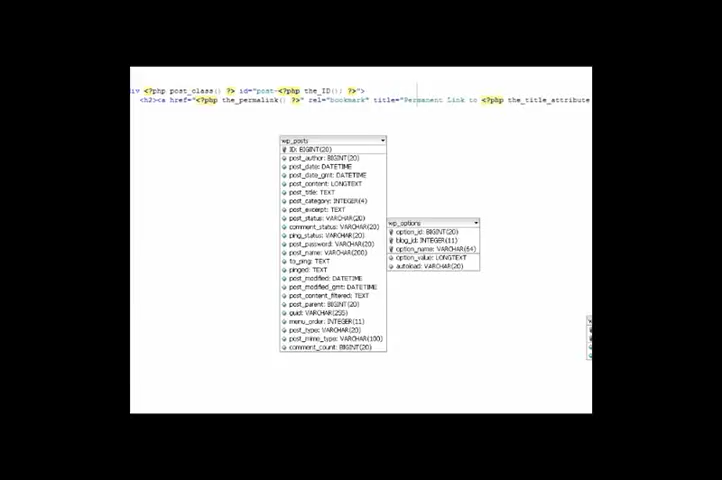 div <?php post_class() ?> id="post-<?php the_ID(); ?>">
<h2><a href="<?php the_permalink() ?>" rel="bookmark" title="Permanent Link to <?php the_title_attribute
wp_posts
ID: BIGINT(20)
post_author: BIGINT(20)
post_date: DATETIME
post_date_gmt: DATETIME
post_content: LONGTEXT
post_title: TEXT
post_category: INTEGER(4)
post_excerpt: TEXT
post_status: VARCHAR(20)
comment_status: VARCHAR(20)
ping_status: VARCHAR(20)
post_password: VARCHAR(20)
post_name: VARCHAR(200)
to_ping: TEXT
pinged: TEXT
post_modified: DATETIME
post_modified_gmt: DATETIME
post_content_filtered: TEXT
post_parent: BIGINT(20)
guid: VARCHAR(255)
menu_order: INTEGER(11)
post_type: VARCHAR(20)
post_mime_type: VARCHAR(100)
comment_count: BIGINT(20)
wp_options
option_id: BIGINT(20)
blog_id: INTEGER(11)
option_name: VARCHAR(64)
option_value: LONGTEXT
autoload: VARCHAR(20)